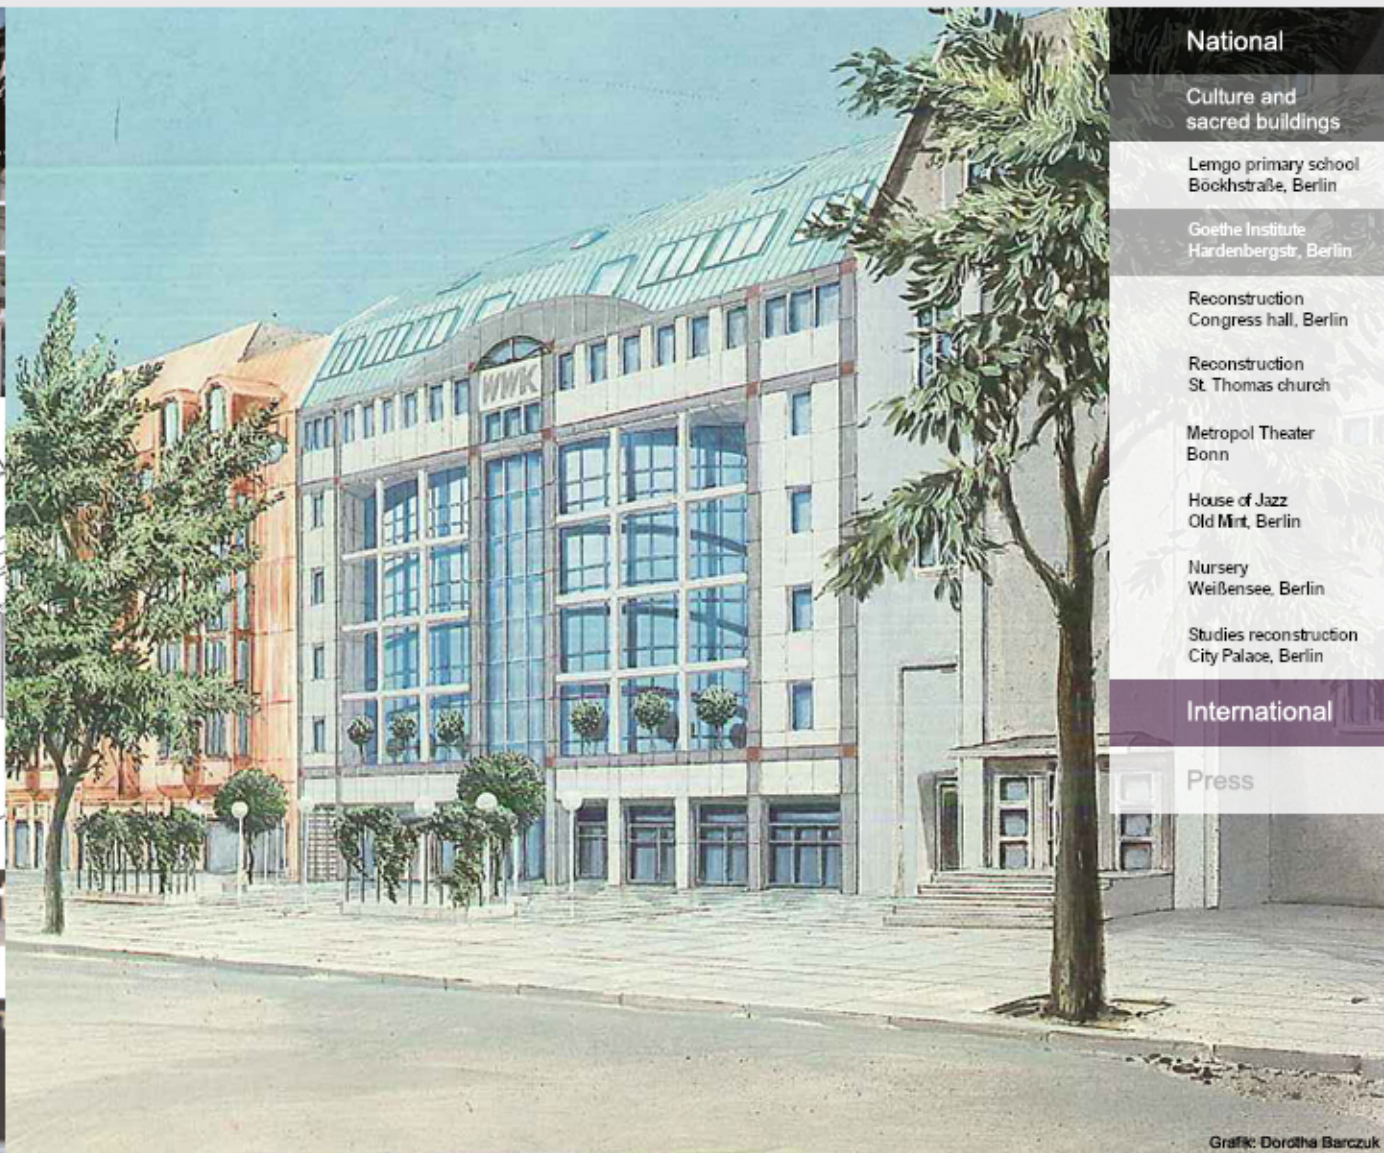 WWK
National
Culture and
sacred buildings
Lemgo primary school
Böckhstraße, Berlin
Goethe Institute
Hardenbergstr, Berlin
Reconstruction
Congress hall, Berlin
Reconstruction
St. Thomas church
Metropol Theater
Bonn
House of Jazz
Old Mint, Berlin
Nursery
Weißensee, Berlin
Studies reconstruction
City Palace, Berlin
International
Press
Grafik: Dorotha Barczuk